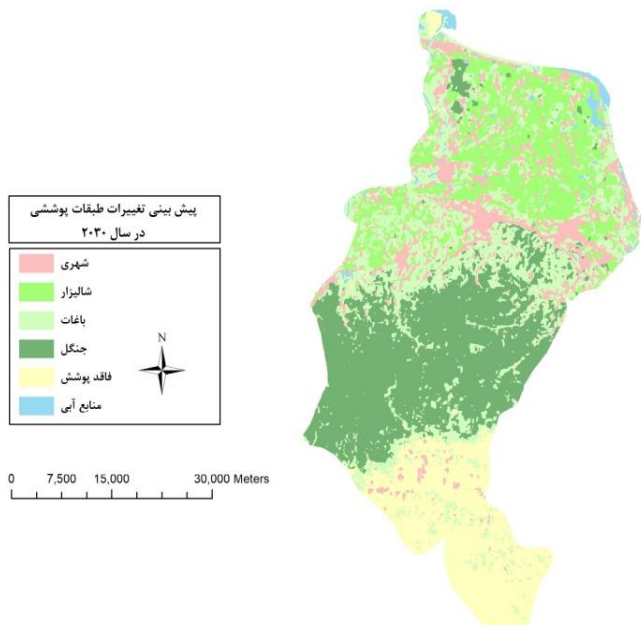 پیش بینی تغییرات طبقات پوششی
در سال ۲۰۳۰
شهری
شالیزار
باغات
جنگل
فاقد پوشش
منابع آبی
N
0 7,500 15,000 30,000 Meters